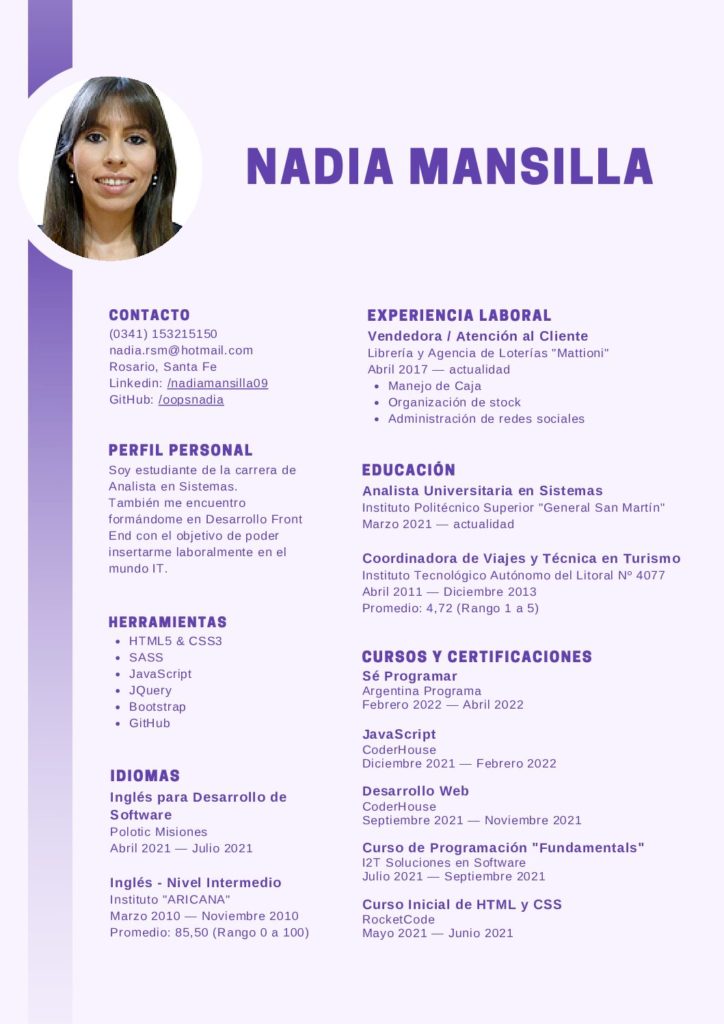 NADIA MANSILLA
CONTACTO
(0341) 153215150
nadia.rsm@hotmail.com
Rosario, Santa Fe
Linkedin: /nadiamansilla09
GitHub: /oopsnadia
PERFIL PERSONAL
Soy estudiante de la carrera de
Analista en Sistemas.
También me encuentro
formándome en Desarrollo Front
End con el objetivo de poder
insertarme laboralmente en el
mundo IT.
HERRAMIENTAS
• HTML5 & CSS3
• SASS
• JavaScript
• JQuery
• Bootstrap
• GitHub
IDIOMAS
Inglés para Desarrollo de
Software
Polotic Misiones
Abril 2021 — Julio 2021
Inglés - Nivel Intermedio
Instituto "ARICANA"
Marzo 2010 — Noviembre 2010
Promedio: 85,50 (Rango 0 a 100)
EXPERIENCIA LABORAL
Vendedora / Atención al Cliente
Librería y Agencia de Loterías "Mattioni"
Abril 2017 — actualidad
• Manejo de Caja
• Organización de stock
• Administración de redes sociales
EDUCACIÓN
Analista Universitaria en Sistemas
Instituto Politécnico Superior "General San Martín"
Marzo 2021 — actualidad
Coordinadora de Viajes y Técnica en Turismo
Instituto Tecnológico Autónomo del Litoral Nº 4077
Abril 2011 — Diciembre 2013
Promedio: 4,72 (Rango 1 a 5)
CURSOS Y CERTIFICACIONES
Sé Programar
Argentina Programa
Febrero 2022 — Abril 2022
JavaScript
CoderHouse
Diciembre 2021 — Febrero 2022
Desarrollo Web
CoderHouse
Septiembre 2021 — Noviembre 2021
Curso de Programación "Fundamentals"
I2T Soluciones en Software
Julio 2021 — Septiembre 2021
Curso Inicial de HTML y CSS
RocketCode
Mayo 2021 — Junio 2021